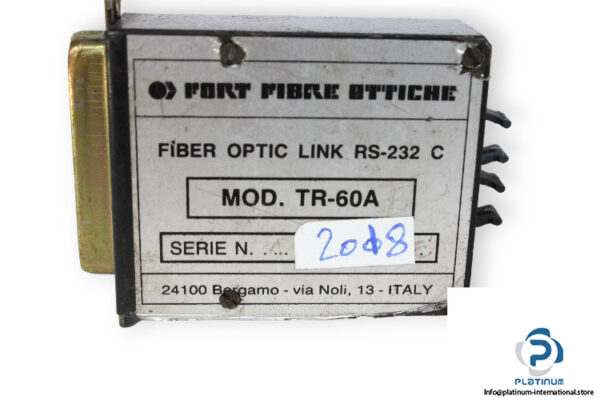 FORT FIBRE OTTICHE
FIBER OPTIC LINK RS-232 C
MOD. TR-60A
SERIE N. . ...
24100 Bergamo - via Noli, 13 - ITALY
PLATINUM
Info@platinum-international.store